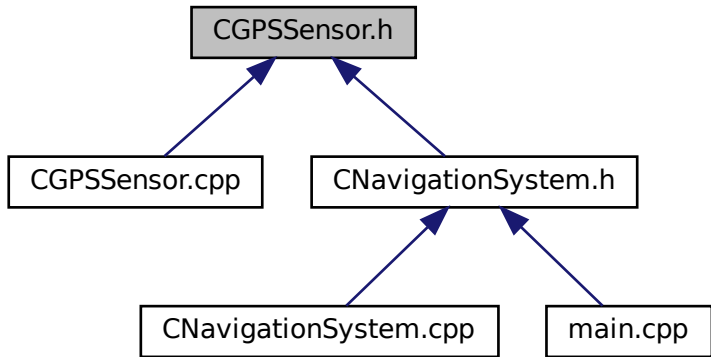 CGPSSensor.h
CGPSSensor.cpp
CNavigationSystem.h
CNavigationSystem.cpp
main.cpp